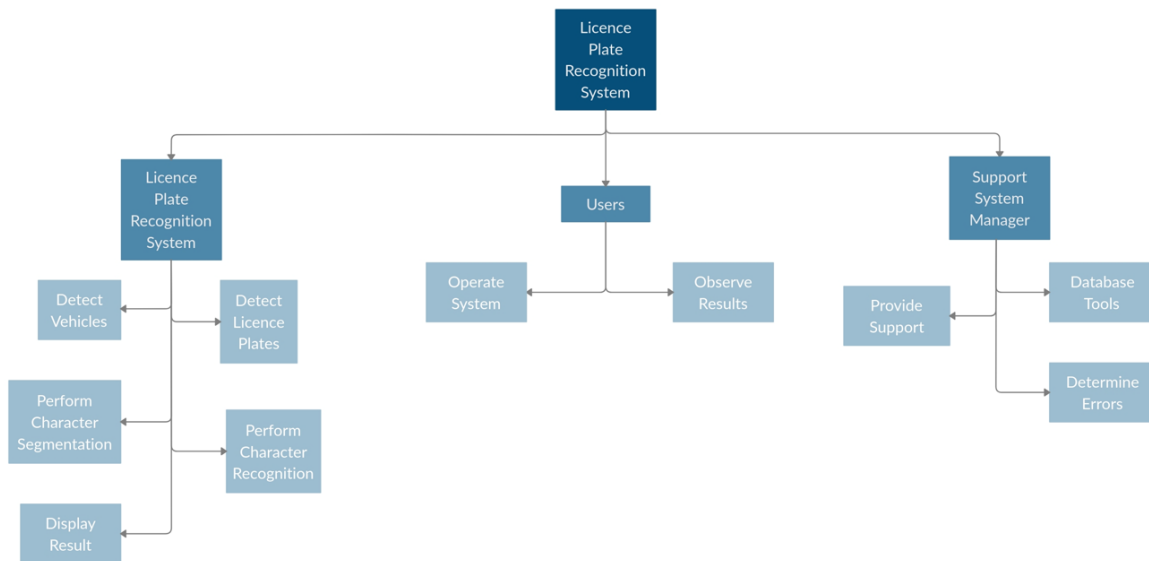 Licence
Plate
Recognition
System
Licence
Plate
Recognition
System
Users
Support
System
Manager
Detect
Vehicles
Detect
Licence
Plates
Operate
System
Observe
Results
Provide
Support
Database
Tools
Perform
Character
Segmentation
Perform
Character
Recognition
Determine
Errors
Display
Result